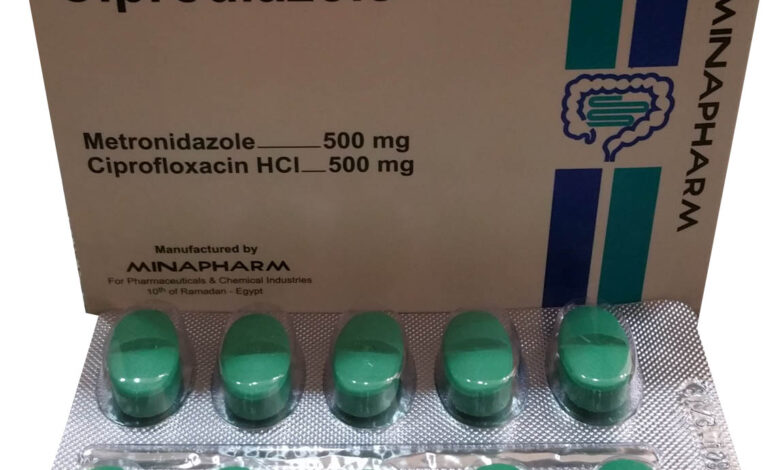 Ciprodiazole
Metronidazole 500 mg
Ciprofloxacin HCl 500 mg
Manufactured by
MINAPHARM
For Pharmaceuticals & Chemical Industries
10th of Ramadan - Egypt
MINAPHARM